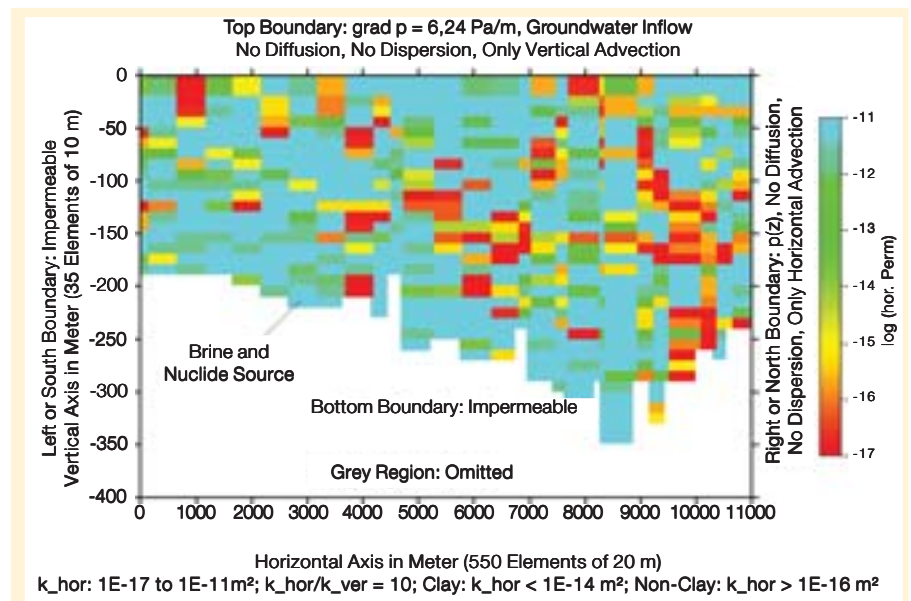 Top Boundary: grad p = 6,24 Pa/m, Groundwater Inflow
No Diffusion, No Dispersion, Only Vertical Advection
Left or South Boundary: Impermeable
Vertical Axis in Meter (35 Elements of 10 m)
0
-50
-100
-150
-200
-250
-300
-350
-400
Brine and
Nuclide Source
Bottom Boundary: Impermeable
Grey Region: Omitted
0 1000 2000 3000 4000 5000 6000 7000 8000 9000 10000 11000
Right or North Boundary: p(z), No Diffusion,
No Dispersion, Only Horizontal Advection
-11
-12
-13
-14
-15
-16
-17
log (hor. Perm)
Horizontal Axis in Meter (550 Elements of 20 m)
k_hor: 1E-17 to 1E-11m²; k_hor/k_ver = 10; Clay: k_hor < 1E-14 m²; Non-Clay: k_hor > 1E-16 m²